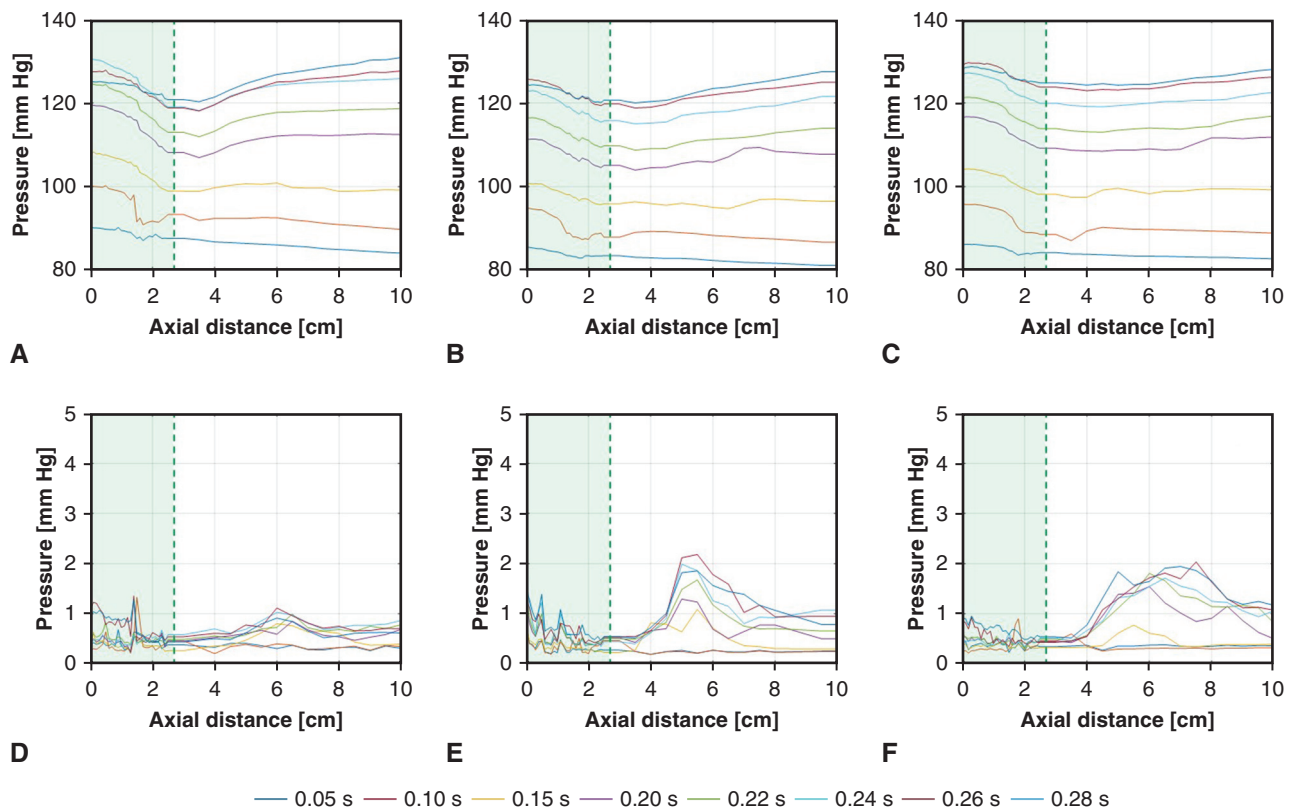 140
130
120
100
80
Pressure [mm Hg]
0 2 4 6 8 10
Axial distance [cm]
A
140
120
100
80
Pressure [mm Hg]
0 2 4 6 8 10
Axial distance [cm]
B
140
120
100
80
Pressure [mm Hg]
0 2 4 6 8 10
Axial distance [cm]
C
5
4
3
2
1
0
Pressure [mm Hg]
0 2 4 6 8 10
Axial distance [cm]
D
5
4
3
2
1
0
Pressure [mm Hg]
0 2 4 6 8 10
Axial distance [cm]
E
5
4
3
2
1
0
Pressure [mm Hg]
0 2 4 6 8 10
Axial distance [cm]
F
0.05 s 0.10 s 0.15 s 0.20 s 0.22 s 0.24 s 0.26 s 0.28 s